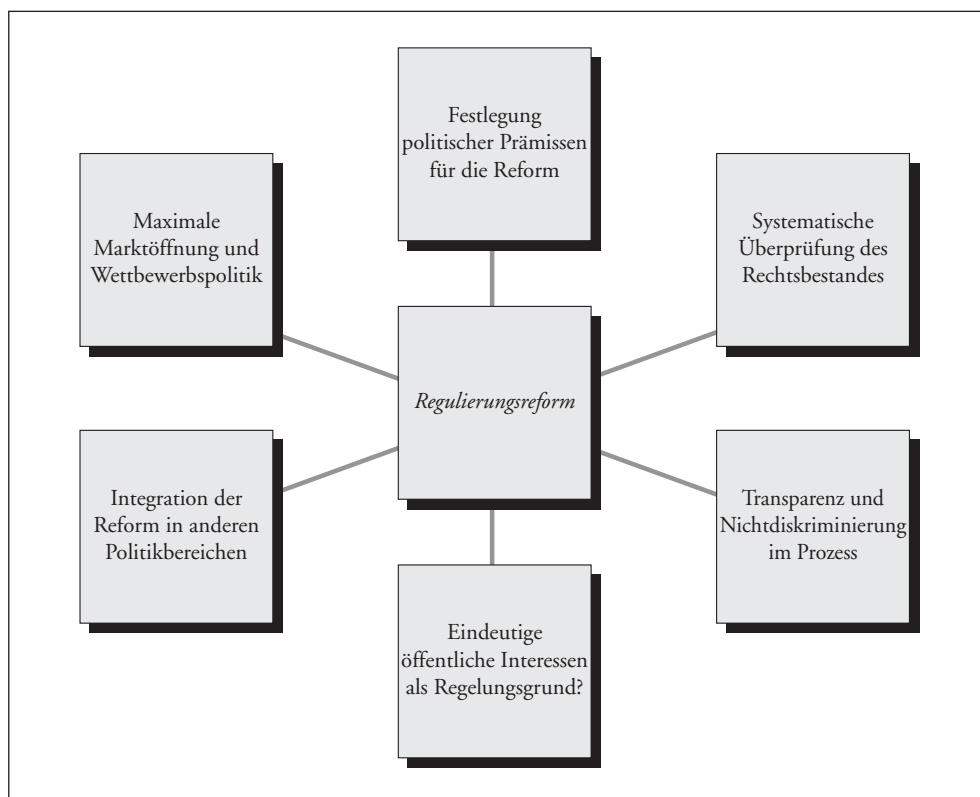 Festlegung
politischer Prämissen
für die Reform
Maximale
Marktöffnung und
Wettbewerbspolitik
Systematische
Überprüfung des
Rechtsbestandes
Regulierungsreform
Integration der
Reform in anderen
Politikbereichen
Transparenz und
Nichtdiskriminierung
im Prozess
Eindeutige
öffentliche Interessen
als Regelungsgrund?